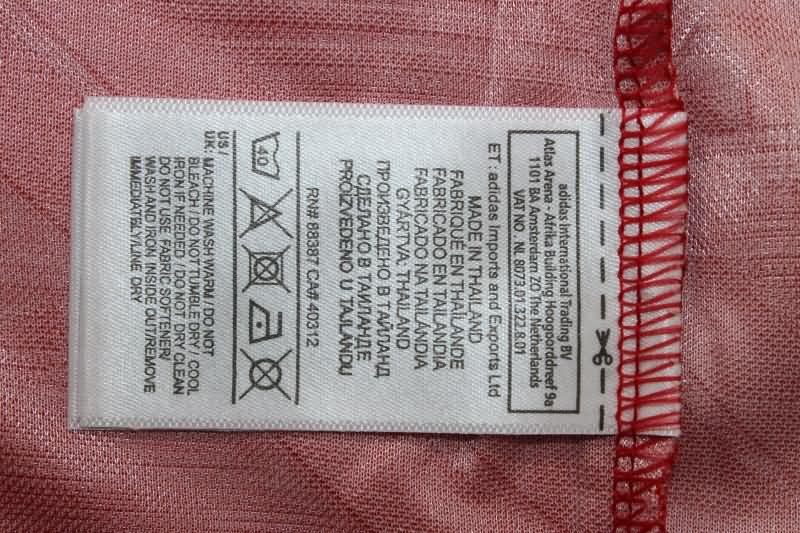 adidas International Trading BV
Atlas Arena - Afrika Building Hoogoorddreef 9a
1101 BA Amsterdam ZO The Netherlands
VAT NO.: NL 8073.01.322.B.01
ET : adidas Imports and Exports Ltd
MADE IN THAILAND
FABRIQUÉ EN THAÏLANDE
FABRICADO EN TAILANDIA
FABRICADO NA TAILÂNDIA
GYÁRTVA: THAILAND
ПРОИЗВЕДЕНО В ТАЙЛАНД
СДЕЛАНО В ТАИЛАНДЕ
PROIZVEDENO U TAJLANDU
RN# 88387 CA# 40312
40
US /
UK: MACHINE WASH WARM / DO NOT
BLEACH / DO NOT TUMBLE DRY / COOL
IRON IF NEEDED / DO NOT DRY CLEAN
DO NOT USE FABRIC SOFTENER/
WASH AND IRON INSIDE OUT/REMOVE
IMMEDIATELY/LINE DRY